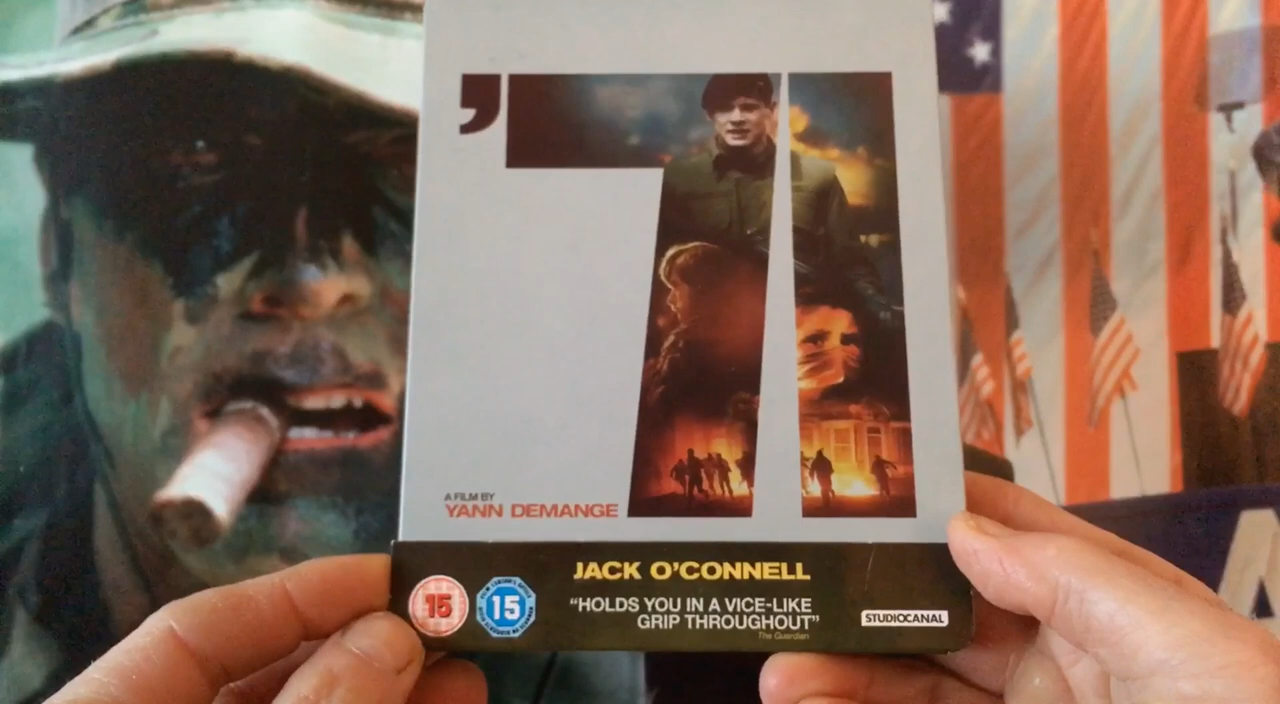 '71
A FILM BY
YANN DEMANGE
JACK O'CONNELL
15
15
"HOLDS YOU IN A VICE-LIKE
GRIP THROUGHOUT"
The Guardian
STUDIOCANAL
A